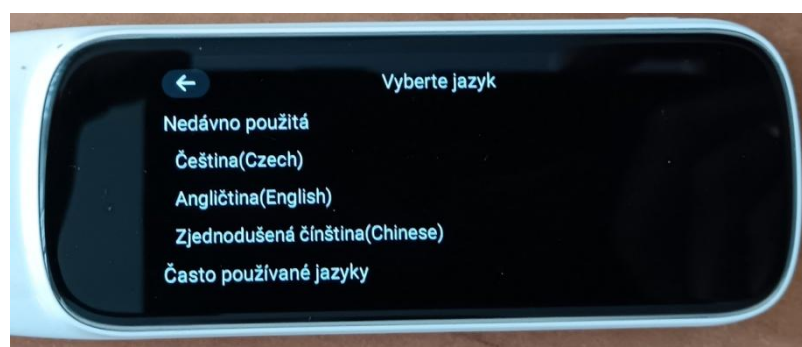 Vyberte jazyk
Nedávno použitá
Čeština(Czech)
Angličtina(English)
Zjednodušená čínština(Chinese)
Často používané jazyky